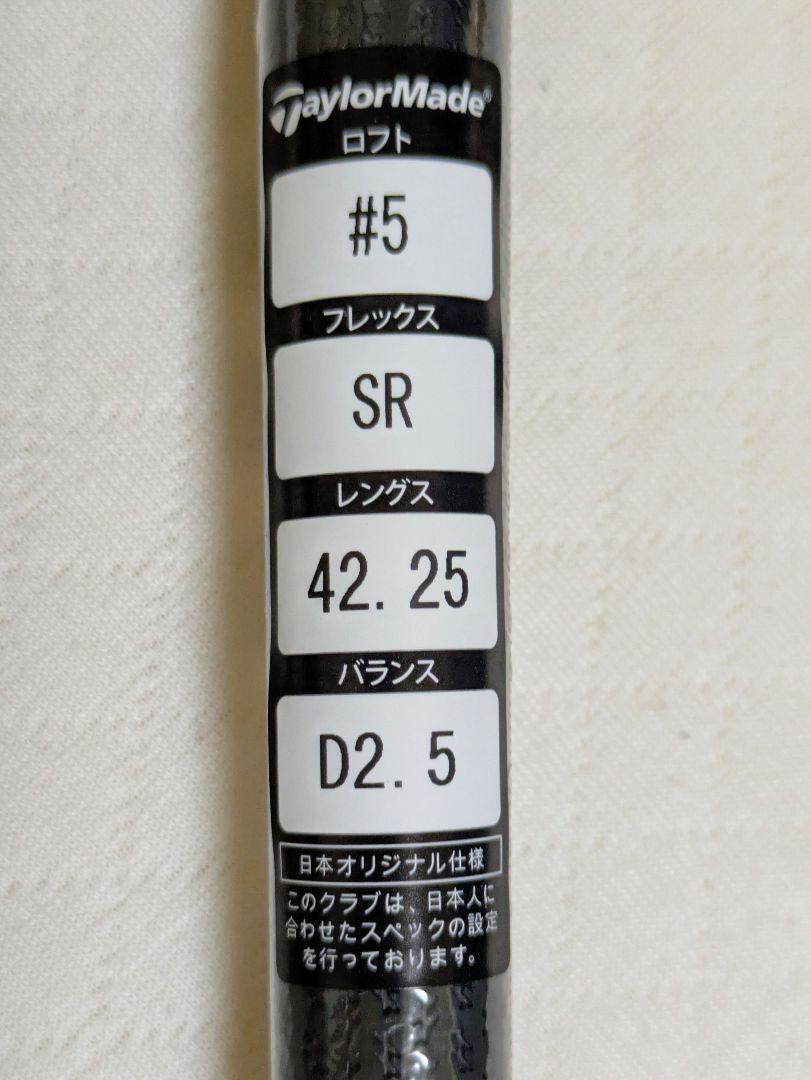 TaylorMade®
ロフト
#5
フレックス
SR
レングス
42.25
バランス
D2.5
日本オリジナル仕様
このクラブは、日本人に
合わせたスペックの設定
を行っております。